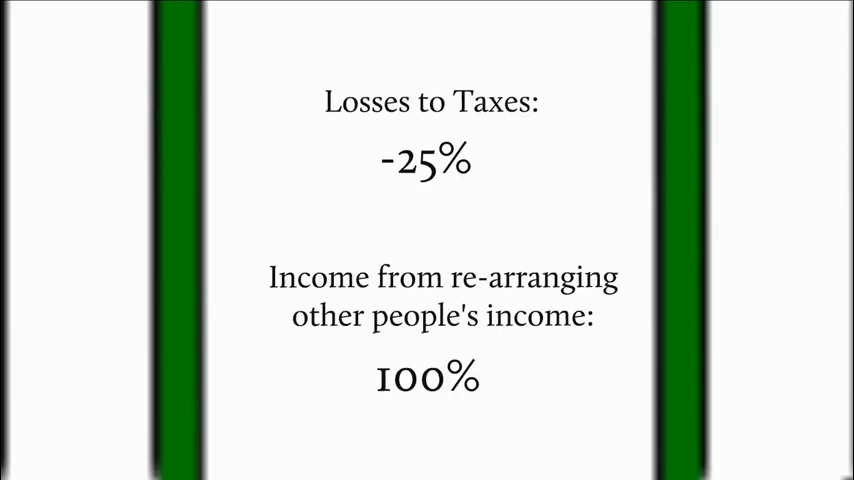 Losses to Taxes:
-25%
Income from re-arranging
other people's income:
100%